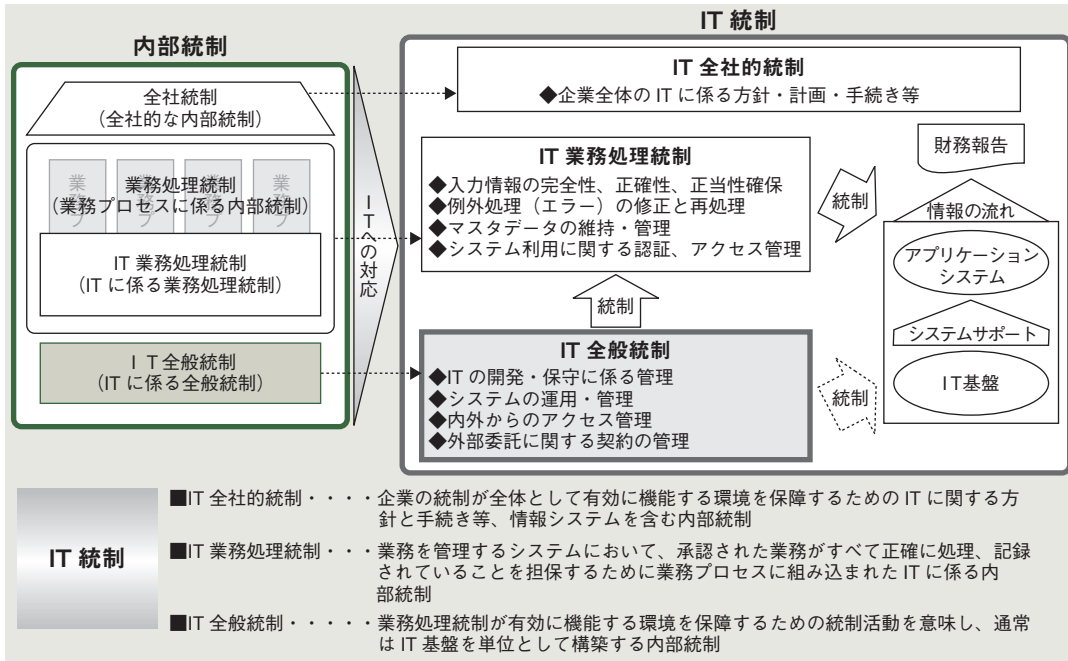 内部統制
全社統制
（全社的な内部統制）
業務プ
業務プ
業務プ
業務プ
業務処理統制
（業務プロセスに係る内部統制）
IT 業務処理統制
（IT に係る業務処理統制）
ＩＴ全般統制
（IT に係る全般統制）
ＩＴへの対応
IT 統制
IT 全社的統制
◆企業全体の IT に係る方針・計画・手続き等
IT 業務処理統制
◆入力情報の完全性、正確性、正当性確保
◆例外処理（エラー）の修正と再処理
◆マスタデータの維持・管理
◆システム利用に関する認証、アクセス管理
統制
IT 全般統制
◆IT の開発・保守に係る管理
◆システムの運用・管理
◆内外からのアクセス管理
◆外部委託に関する契約の管理
統制
統制
財務報告
情報の流れ
アプリケーション
システム
システムサポート
IT基盤
IT 統制
■IT 全社的統制・・・・企業の統制が全体として有効に機能する環境を保障するための IT に関する方
針と手続き等、情報システムを含む内部統制
■IT 業務処理統制・・・業務を管理するシステムにおいて、承認された業務がすべて正確に処理、記録
されていることを担保するために業務プロセスに組み込まれた IT に係る内
部統制
■IT 全般統制・・・・・業務処理統制が有効に機能する環境を保障するための統制活動を意味し、通常
は IT 基盤を単位として構築する内部統制